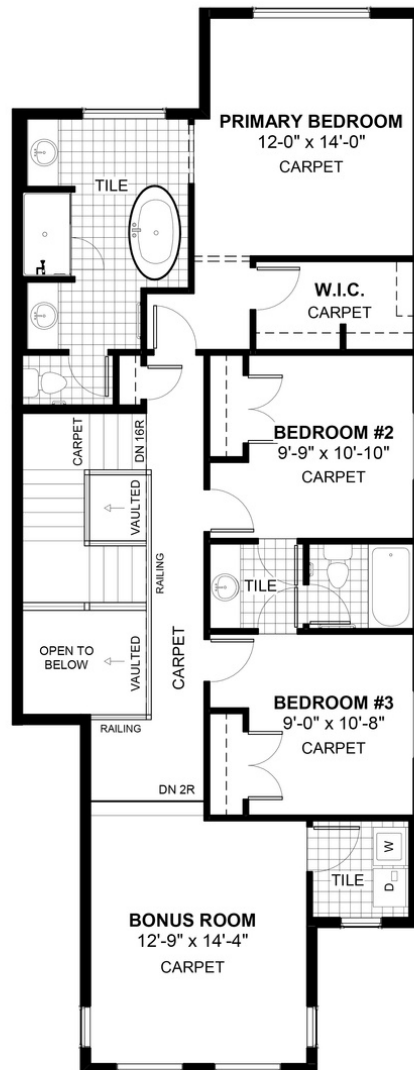 PRIMARY BEDROOM
12'-0" x 14'-0"
CARPET
TILE
W.I.C.
CARPET
BEDROOM #2
9'-9" x 10'-10"
CARPET
CARPET
DN 16R
VAULTED
RAILING
TILE
OPEN TO
BELOW
VAULTED
CARPET
RAILING
BEDROOM #3
9'-0" x 10'-8"
CARPET
DN 2R
W
TILE
D
BONUS ROOM
12'-9" x 14'-4"
CARPET